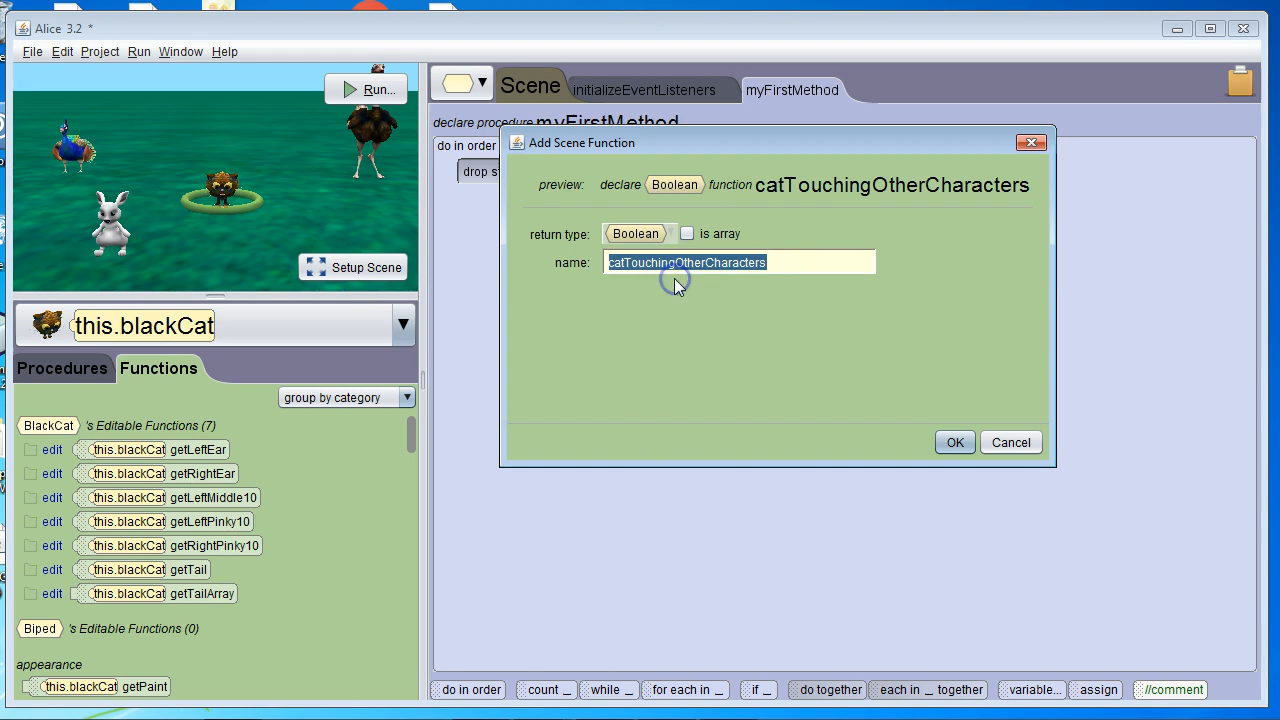 Alice 3.2 *
File Edit Project Run Window Help
Run...
Setup Scene
Scene initializeEventListeners myFirstMethod
declare procedure myFirstMethod
do in order
drop st
Add Scene Function
preview: declare Boolean function catTouchingOtherCharacters
return type: Boolean is array
name: catTouchingOtherCharacters
OK Cancel
this.blackCat
Procedures Functions
group by category
BlackCat 's Editable Functions (7)
edit this.blackCat getLeftEar
edit this.blackCat getRightEar
edit this.blackCat getLeftMiddle10
edit this.blackCat getLeftPinky10
edit this.blackCat getRightPinky10
edit this.blackCat getTail
edit this.blackCat getTailArray
Biped 's Editable Functions (0)
appearance
this.blackCat getPaint
do in order count _ while _ for each in _ if _ do together each in _ together variable... assign //comment